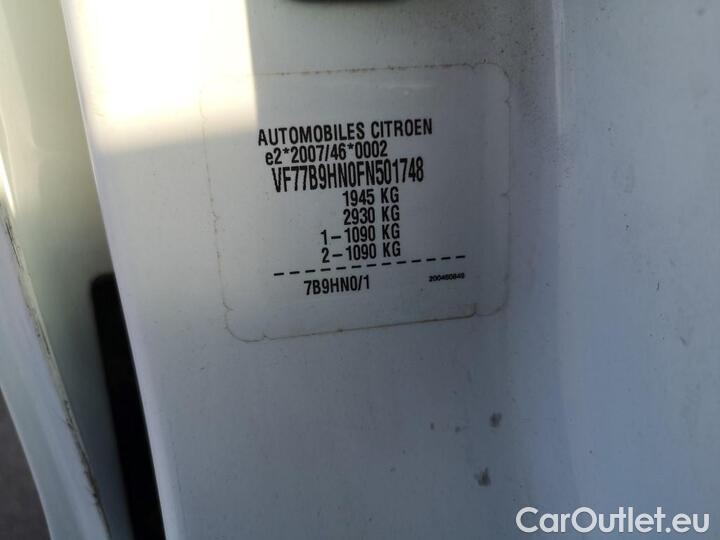 AUTOMOBILES CITROEN
e2*2007/46*0002
VF77B9HN0FN501748
1945 KG
2930 KG
1-1090 KG
2-1090 KG
7B9HN0/1 200460849
CarOutlet.eu